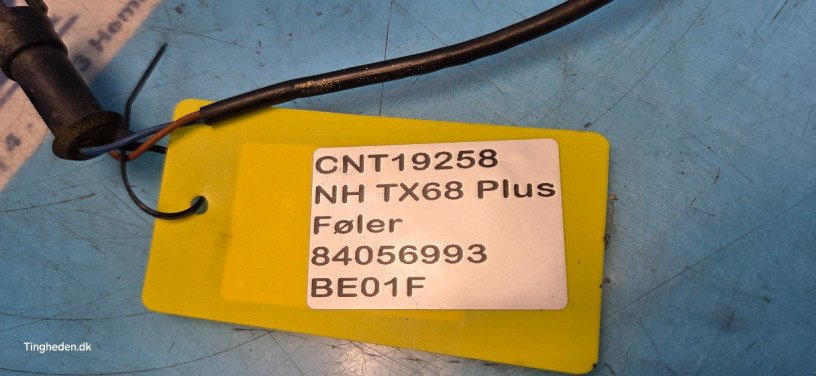 CNT19258
NH TX68 Plus
Føler
84056993
BE01F
Tingheden.dk